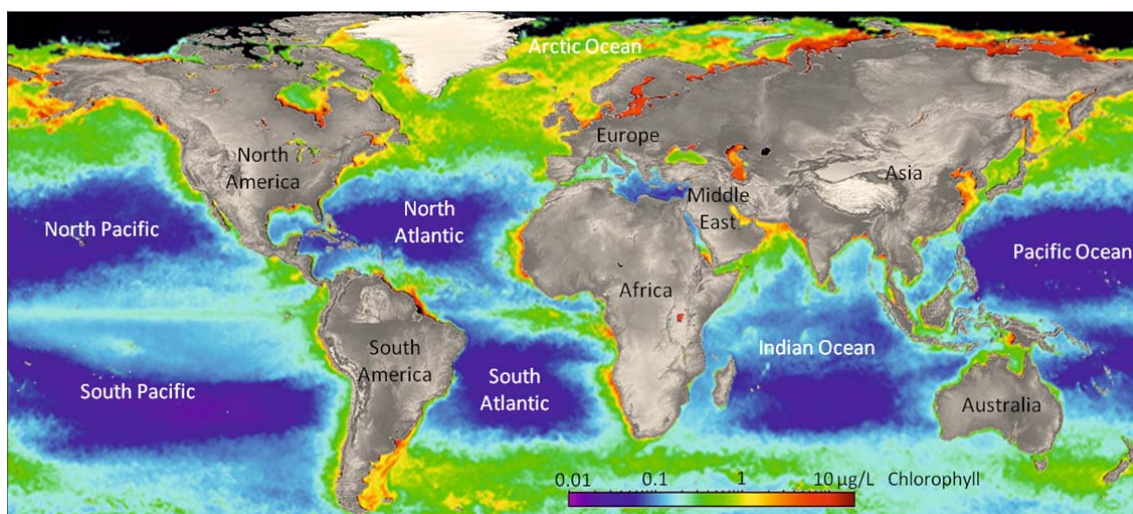 Arctic Ocean
Europe
North
America
Asia
Middle
East
North Pacific
North
Atlantic
Pacific Ocean
Africa
Indian Ocean
South
America
South Pacific
South
Atlantic
Australia
0.01 0.1 1 10 µg/L Chlorophyll